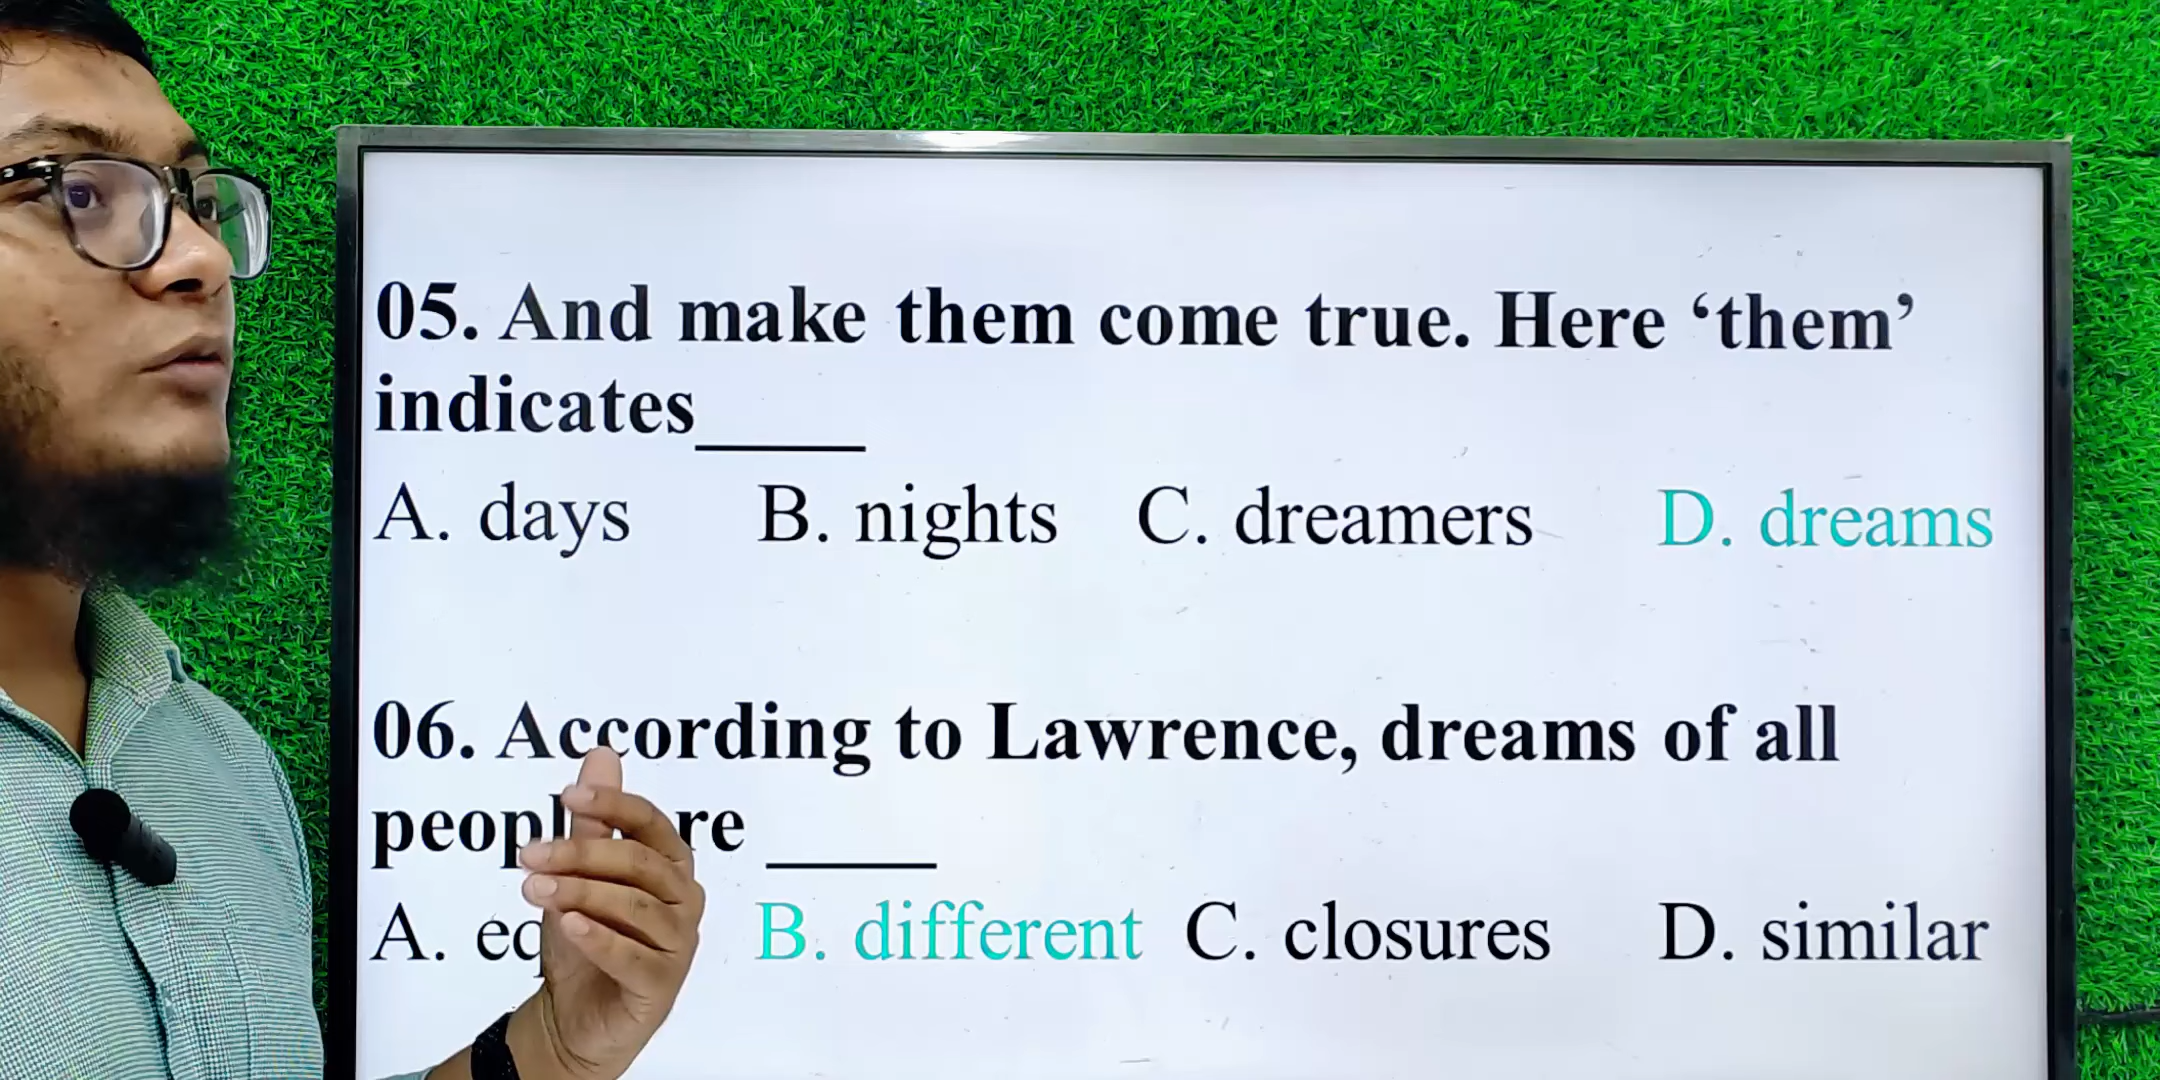 05. And make them come true. Here ‘them’
indicates____
A. days B. nights C. dreamers D. dreams
06. According to Lawrence, dreams of all
____
A. B. different C. closures D. similar